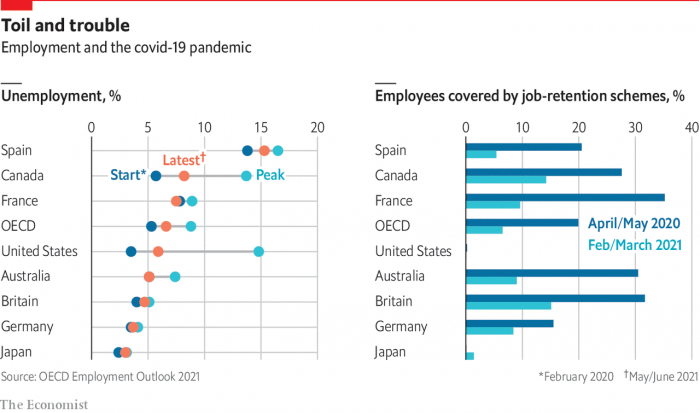 Toil and trouble
Employment and the covid-19 pandemic
Unemployment, %
0 5 10 15 20
Spain
Canada
France
OECD
United States
Australia
Britain
Germany
Japan
Latest†
Start*
Peak
Employees covered by job-retention schemes, %
0 10 20 30 40
Spain
Canada
France
OECD
United States
Australia
Britain
Germany
Japan
April/May 2020
Feb/March 2021
Source: OECD Employment Outlook 2021
*February 2020 †May/June 2021
The Economist